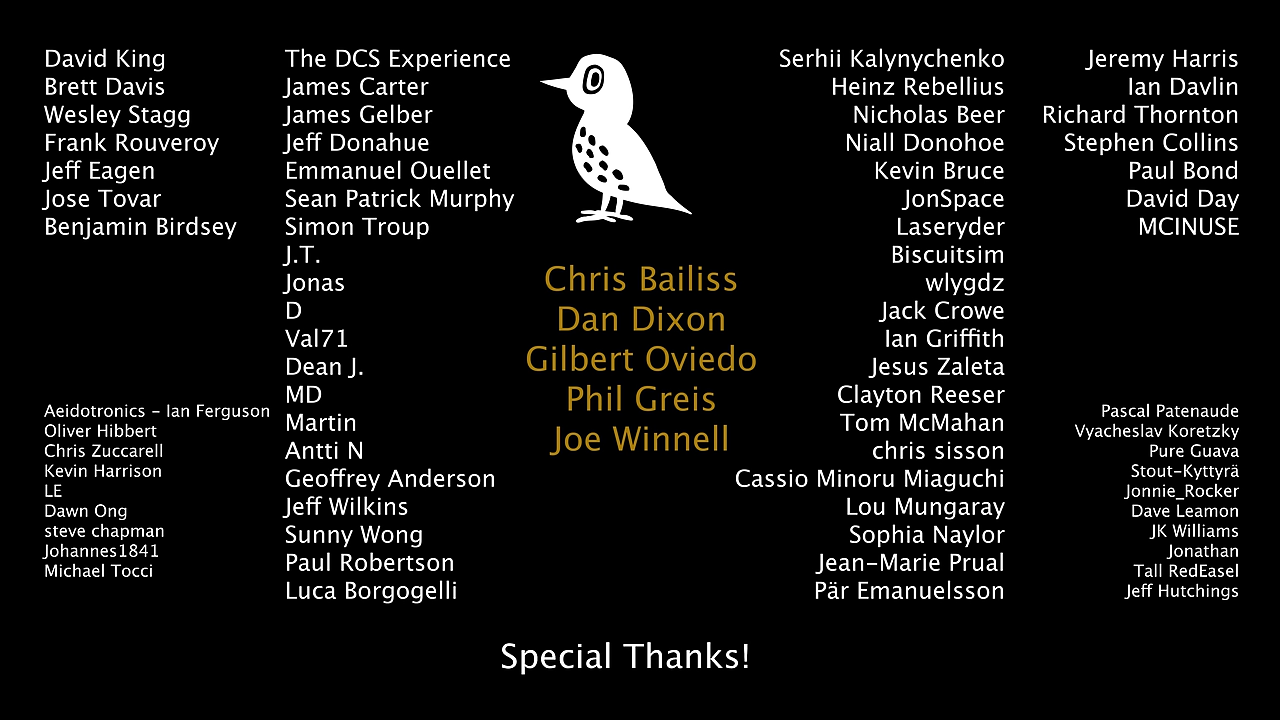 David King
Brett Davis
Wesley Stagg
Frank Rouveroy
Jeff Eagen
Jose Tovar
Benjamin Birdsey
Aeidotronics - Ian Ferguson
Oliver Hibbert
Chris Zuccarell
Kevin Harrison
LE
Dawn Ong
steve chapman
Johannes1841
Michael Tocci
The DCS Experience
James Carter
James Gelber
Jeff Donahue
Emmanuel Ouellet
Sean Patrick Murphy
Simon Troup
J.T.
Jonas
D
Val71
Dean J.
MD
Martin
Antti N
Geoffrey Anderson
Jeff Wilkins
Sunny Wong
Paul Robertson
Luca Borgogelli
Chris Bailiss
Dan Dixon
Gilbert Oviedo
Phil Greis
Joe Winnell
Serhii Kalynychenko
Heinz Rebellius
Nicholas Beer
Niall Donohoe
Kevin Bruce
JonSpace
Laseryder
Biscuitsim
wlygdz
Jack Crowe
Ian Griffith
Jesus Zaleta
Clayton Reeser
Tom McMahan
chris sisson
Cassio Minoru Miaguchi
Lou Mungaray
Sophia Naylor
Jean-Marie Prual
Pär Emanuelsson
Jeremy Harris
Ian Davlin
Richard Thornton
Stephen Collins
Paul Bond
David Day
MCINUSE
Pascal Patenaude
Vyacheslav Koretzky
Pure Guava
Stout-Kyttyrä
Jonnie_Rocker
Dave Leamon
JK Williams
Jonathan
Tall RedEasel
Jeff Hutchings
Special Thanks!